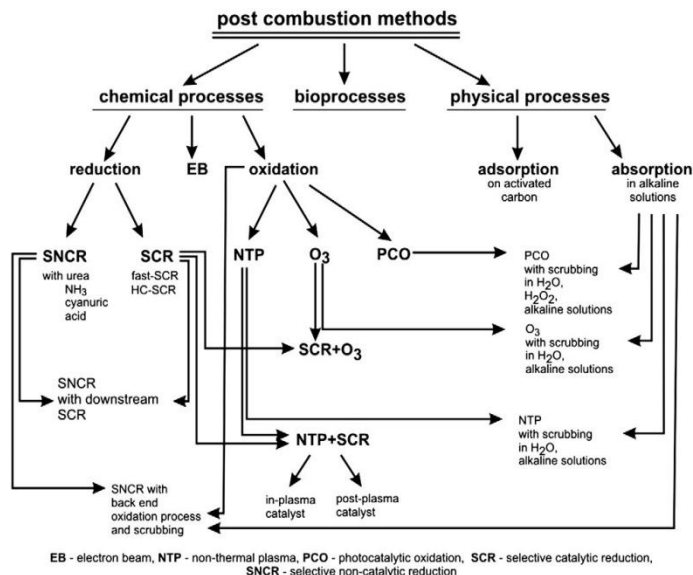 post combustion methods
chemical processes
bioprocesses
physical processes
reduction
EB
oxidation
adsorption
on activated
carbon
absorption
in alkaline
solutions
SNCR
with urea
NH₃
cyanuric
acid
SCR
fast-SCR
HC-SCR
NTP
O₃
PCO
PCO
with scrubbing
in H₂O,
H₂O₂,
alkaline solutions
SCR+O₃
O₃
with scrubbing
in H₂O,
alkaline solutions
SNCR
with downstream
SCR
NTP+SCR
NTP
with scrubbing
in H₂O,
alkaline solutions
in-plasma
catalyst
post-plasma
catalyst
SNCR with
back end
oxidation process
and scrubbing
EB - electron beam, NTP - non-thermal plasma, PCO - photocatalytic oxidation, SCR - selective catalytic reduction,
SNCR - selective non-catalytic reduction